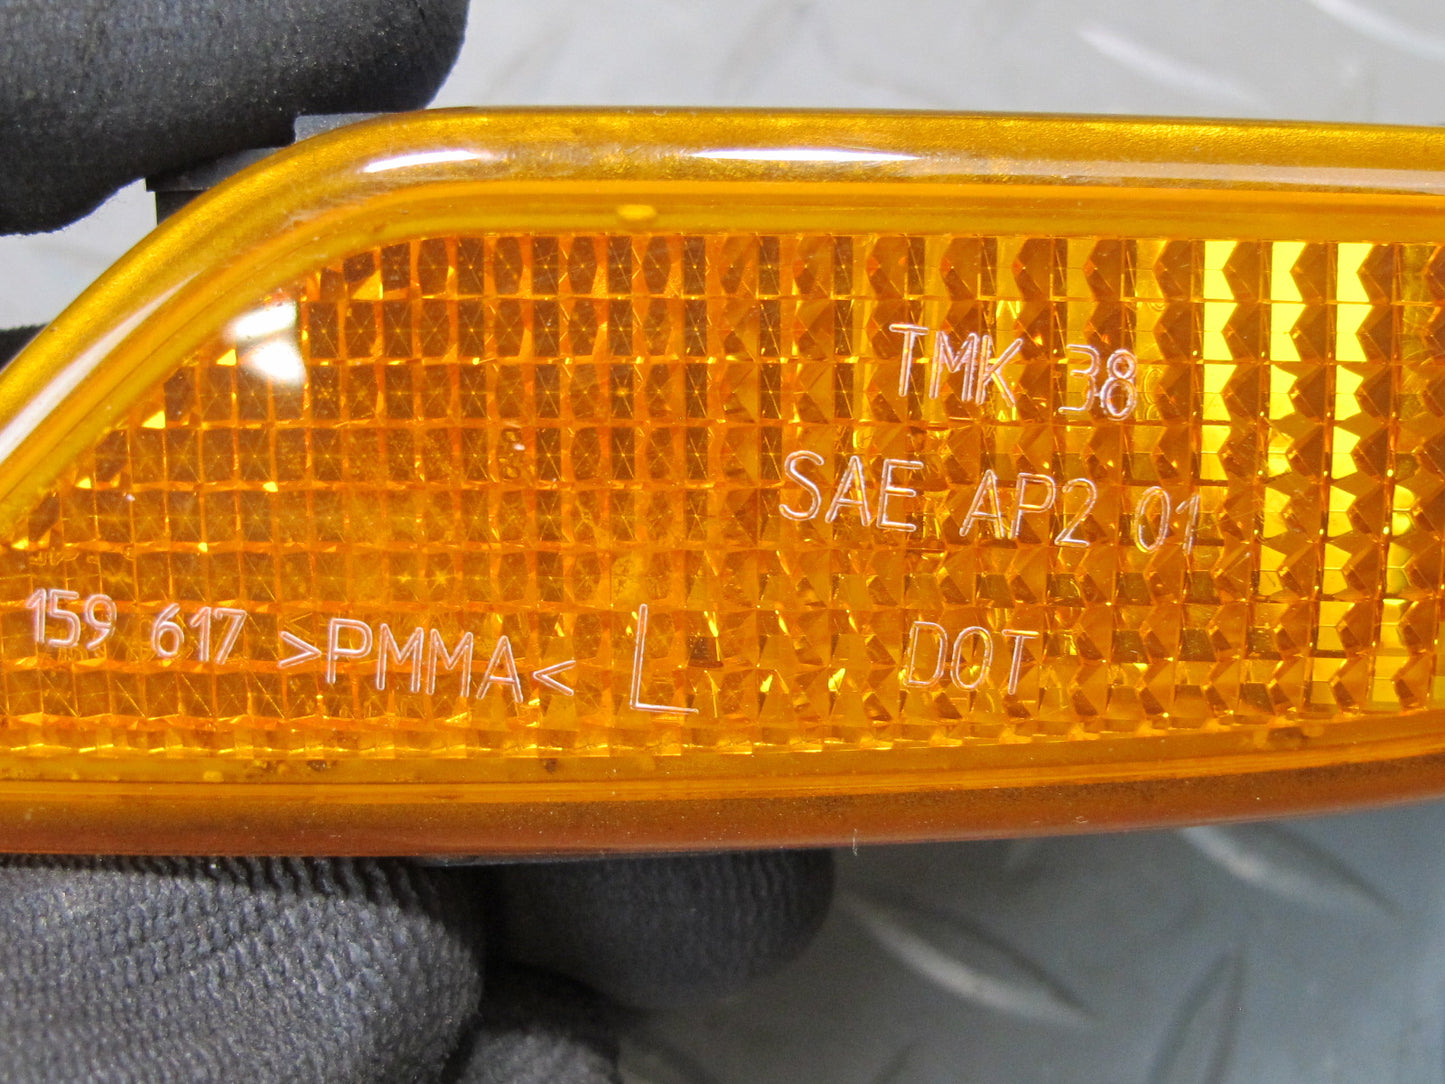 TMK 38
SAE AP2 01
159 617 >PMMA< L DOT